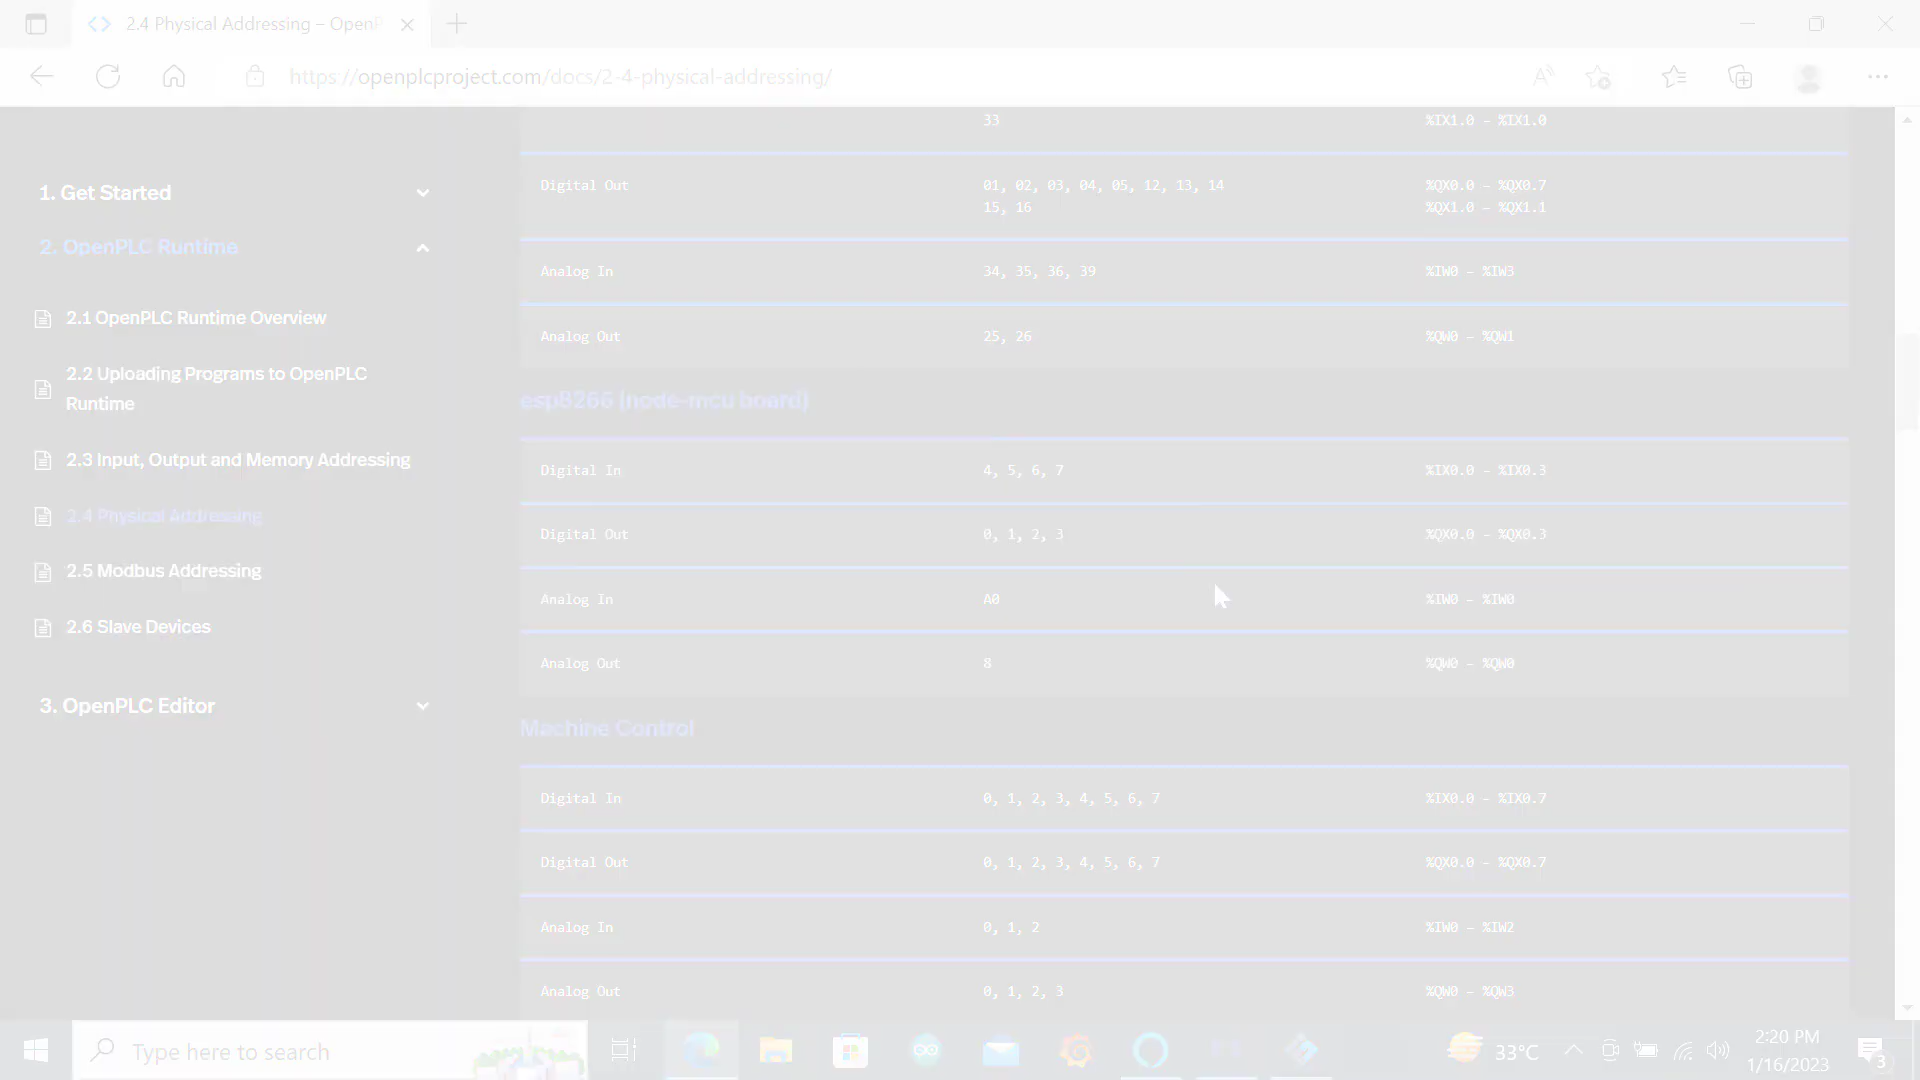 2.4 Physical Addressing – OpenP
https://openplcproject.com/docs/2-4-physical-addressing/
1. Get Started
2. OpenPLC Runtime
2.1 OpenPLC Runtime Overview
2.2 Uploading Programs to OpenPLC
Runtime
2.3 Input, Output and Memory Addressing
2.4 Physical Addressing
2.5 Modbus Addressing
2.6 Slave Devices
3. OpenPLC Editor
33 %IX1.0 – %IX1.0
Digital Out 01, 02, 03, 04, 05, 12, 13, 14 %QX0.0 – %QX0.7
15, 16 %QX1.0 – %QX1.1
Analog In 34, 35, 36, 39 %IW0 – %IW3
Analog Out 25, 26 %QW0 – %QW1
esp8266 (node-mcu board)
Digital In 4, 5, 6, 7 %IX0.0 – %IX0.3
Digital Out 0, 1, 2, 3 %QX0.0 – %QX0.3
Analog In A0 %IW0 – %IW0
Analog Out 8 %QW0 – %QW0
Machine Control
Digital In 0, 1, 2, 3, 4, 5, 6, 7 %IX0.0 – %IX0.7
Digital Out 0, 1, 2, 3, 4, 5, 6, 7 %QX0.0 – %QX0.7
Analog In 0, 1, 2 %IW0 – %IW2
Analog Out 0, 1, 2, 3 %QW0 – %QW3
Type here to search
33°C
2:20 PM
1/16/2023
3